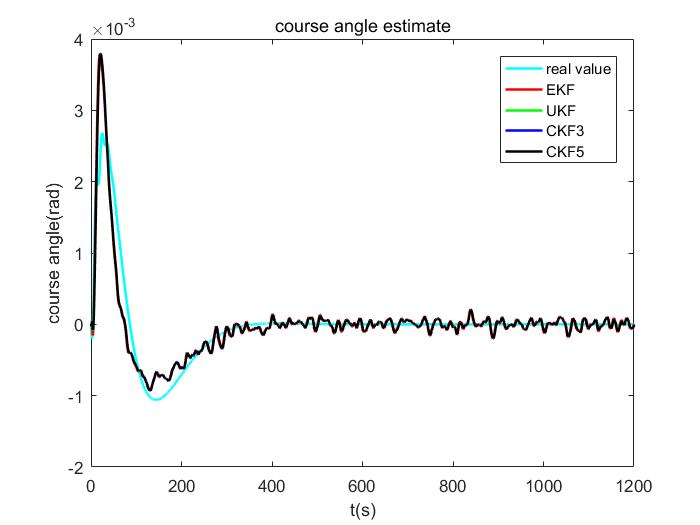 course angle estimate
×10-3
4
3
2
1
0
-1
-2
course angle(rad)
real value
EKF
UKF
CKF3
CKF5
0 200 400 600 800 1000 1200
t(s)